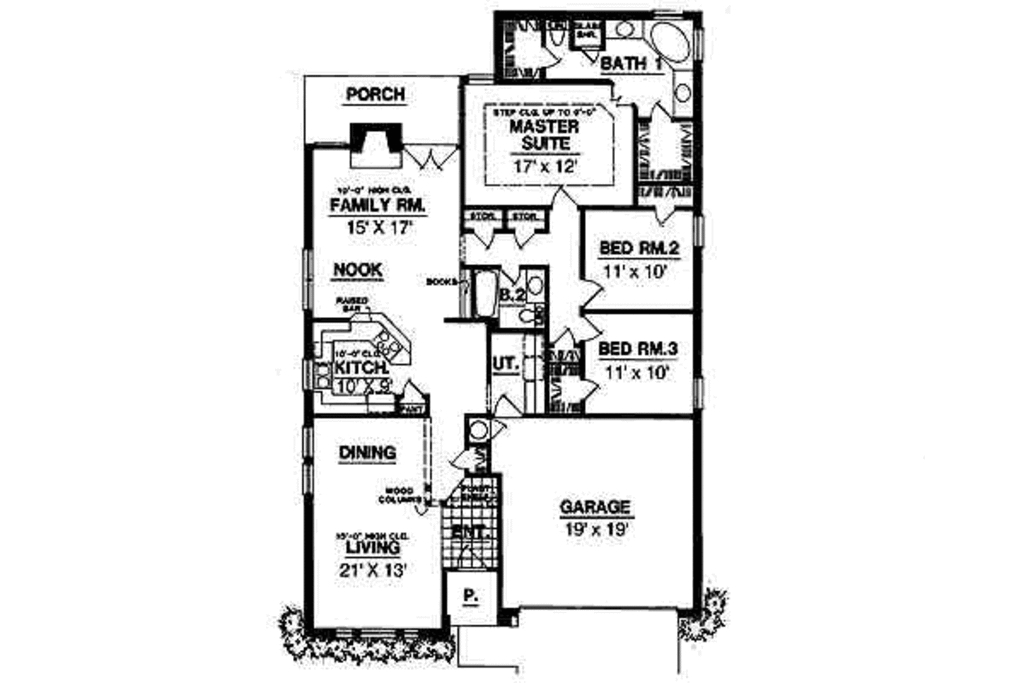 GLASS
SHR.
BATH 1
PORCH
STEP CLG. UP TO 9'-0"
MASTER
SUITE
17' x 12'
10'-0" HIGH CLG.
FAMILY RM.
15' X 17'
STOR.
STOR.
BED RM.2
11' x 10'
NOOK
BOOKS
B.2
RAISED
BAR
10'-0" CLG.
KITCH.
10' X 9'
UT.
BED RM.3
11' x 10'
PANT.
DINING
WOOD
COLUMNS
PLANT
SHELF
GARAGE
19' x 19'
ENT.
10'-0" HIGH CLG.
LIVING
21' X 13'
P.